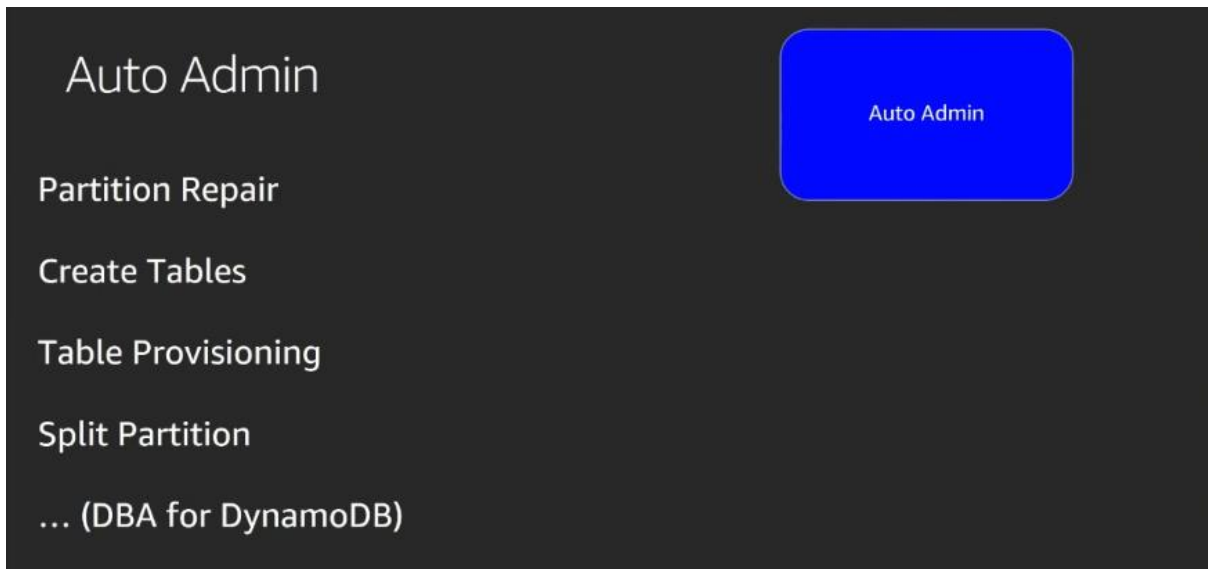 Auto Admin
Auto Admin
Partition Repair
Create Tables
Table Provisioning
Split Partition
... (DBA for DynamoDB)